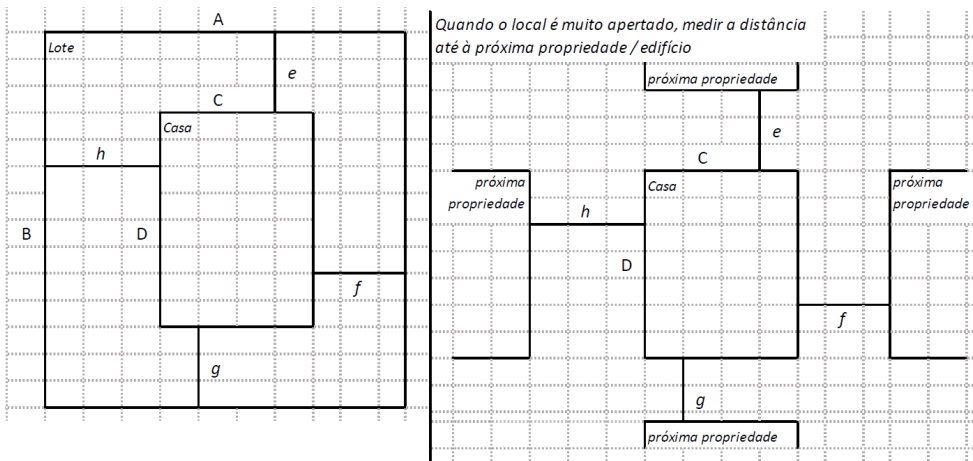 A
Lote
e
C
Casa
h
B
D
f
g
Quando o local é muito apertado, medir a distância
até à próxima propriedade / edifício
próxima propriedade
e
C
próxima
propriedade
Casa
próxima
propriedade
h
D
f
g
próxima propriedade